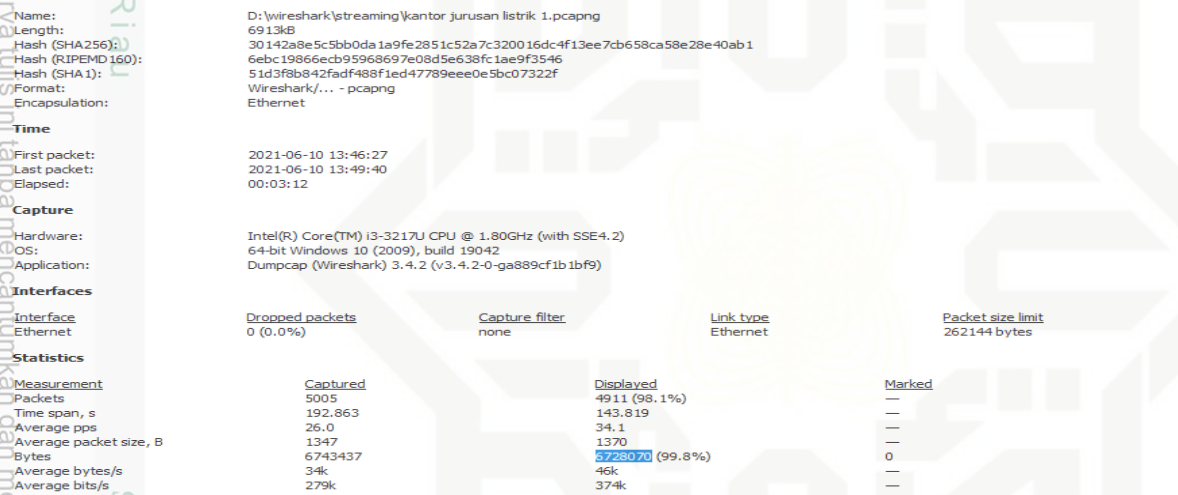 Name: D:\wireshark\streaming\kantor jurusan listrik 1.pcapng
Length: 6913kB
Hash (SHA256): 30142a8e5c5bb0da1a9fe2851c52a7c320016dc4f13ee7cb658ca58e28e40ab1
Hash (RIPEMD160): 6ebc19866ecb95968697e08d5e638fc1ae9f3546
Hash (SHA1): 51d3f8b842fadf488f1ed47789eee0e5bc07322f
Format: Wireshark/... - pcapng
Encapsulation: Ethernet
Time
First packet: 2021-06-10 13:46:27
Last packet: 2021-06-10 13:49:40
Elapsed: 00:03:12
Capture
Hardware: Intel(R) Core(TM) i3-3217U CPU @ 1.80GHz (with SSE4.2)
OS: 64-bit Windows 10 (2009), build 19042
Application: Dumpcap (Wireshark) 3.4.2 (v3.4.2-0-ga889cf1b1bf9)
Interfaces
Interface Dropped packets Capture filter Link type Packet size limit
Ethernet 0 (0.0%) none Ethernet 262144 bytes
Statistics
Measurement Captured Displayed Marked
Packets 5005 4911 (98.1%) —
Time span, s 192.863 143.819 —
Average pps 26.0 34.1 —
Average packet size, B 1347 1370 —
Bytes 6743437 6728070 (99.8%) 0
Average bytes/s 34k 46k —
Average bits/s 279k 374k —
tulis ini tanpa mencantumkan dan
Riau